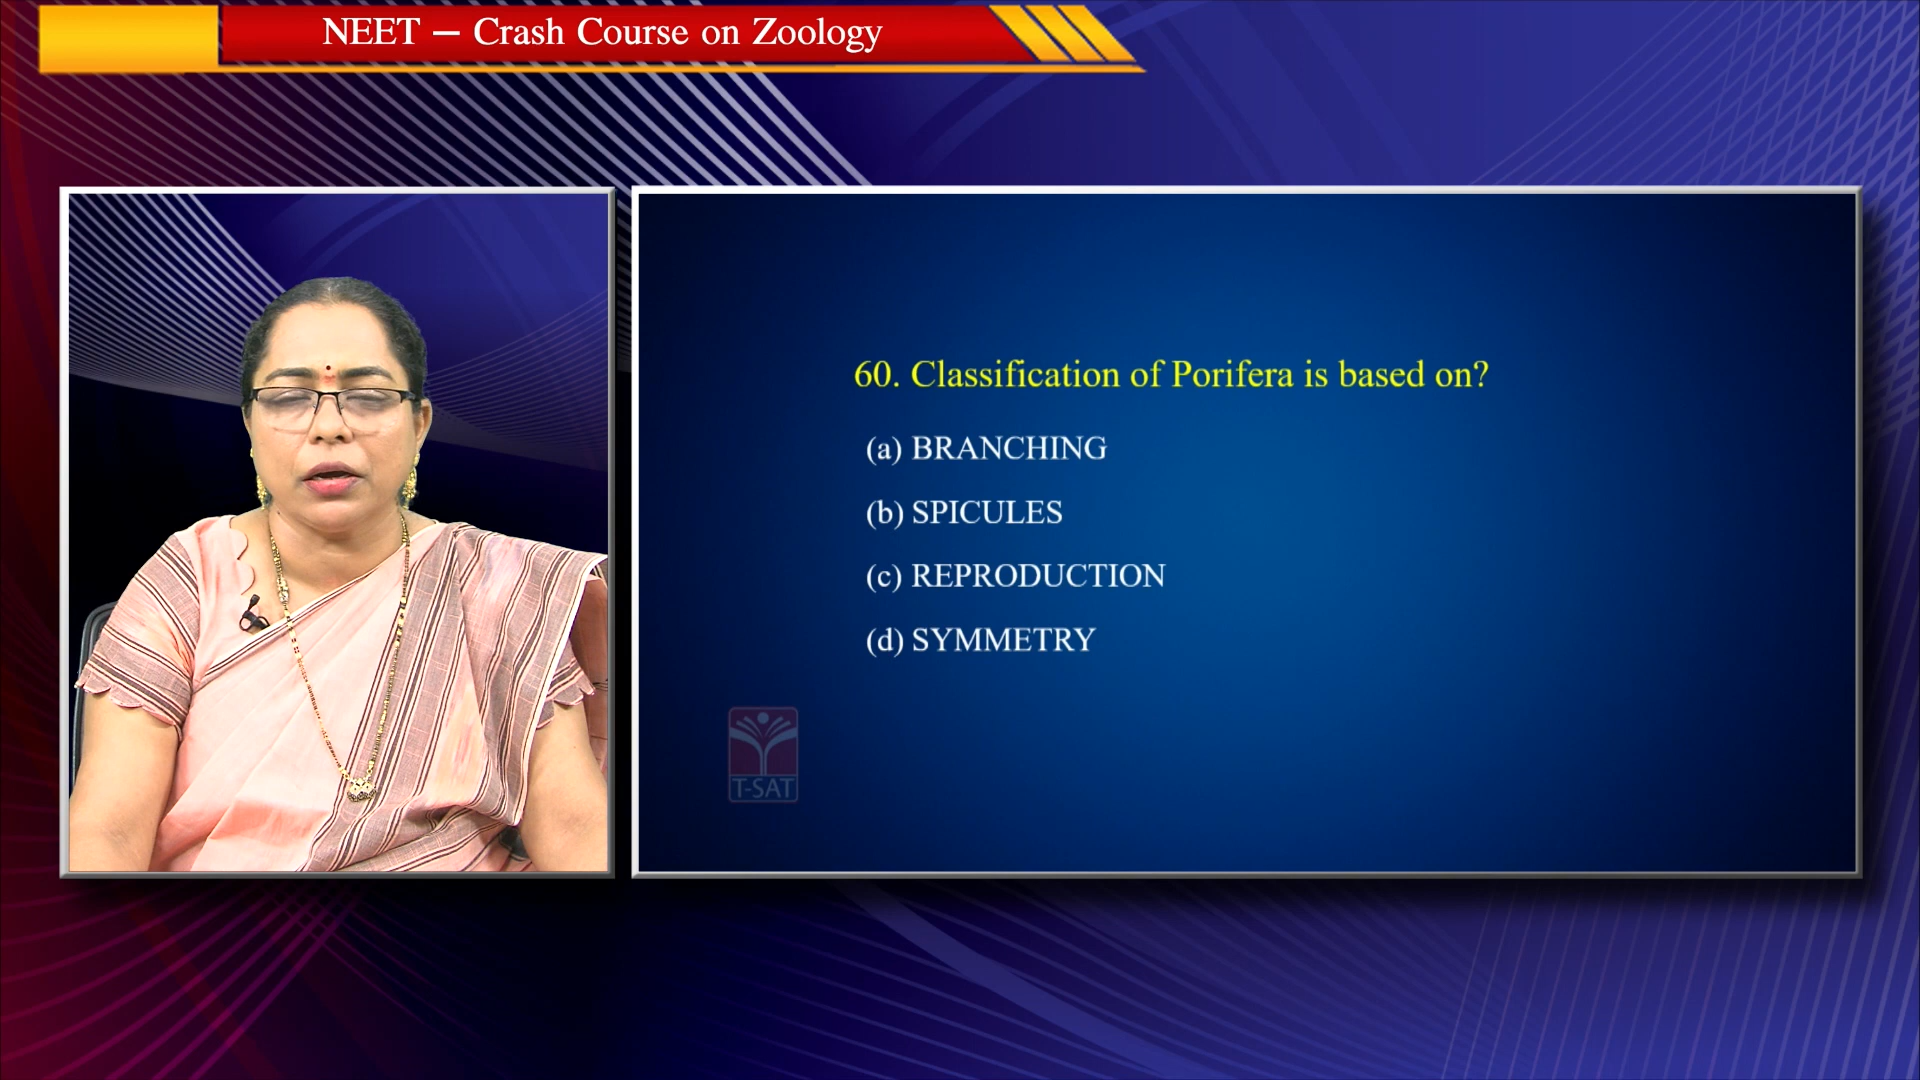 NEET – Crash Course on Zoology
60. Classification of Porifera is based on?
(a) BRANCHING
(b) SPICULES
(c) REPRODUCTION
(d) SYMMETRY
T-SAT